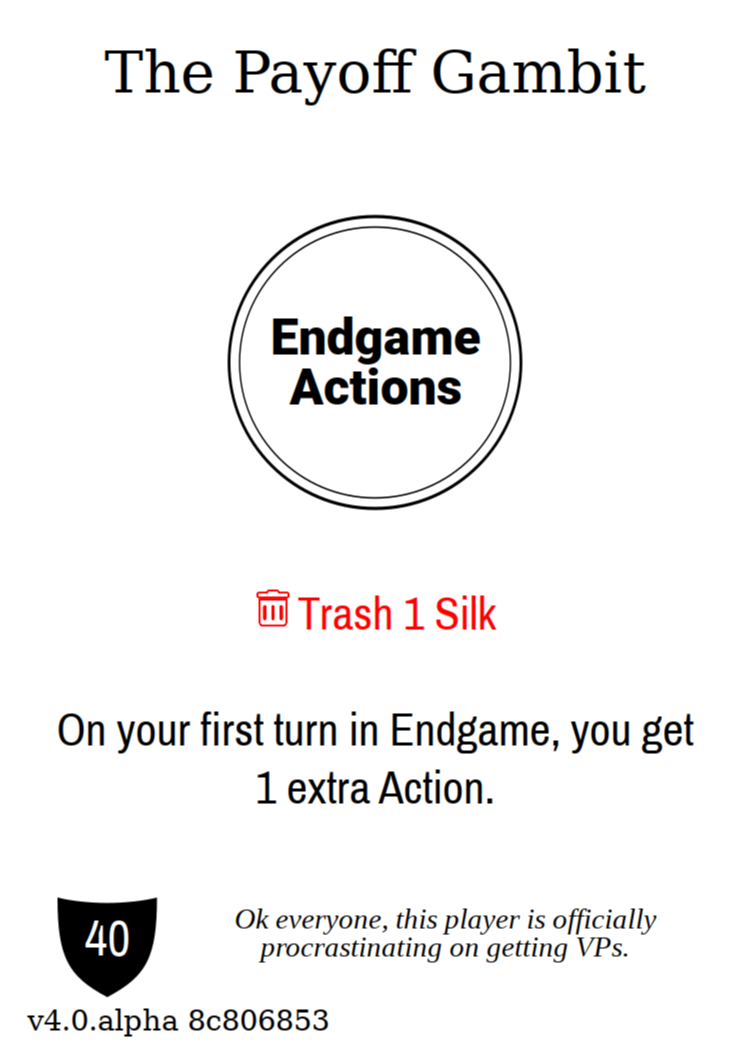 The Payoff Gambit
Endgame
Actions
Trash 1 Silk
On your first turn in Endgame, you get
1 extra Action.
40
Ok everyone, this player is officially
procrastinating on getting VPs.
v4.0.alpha 8c806853